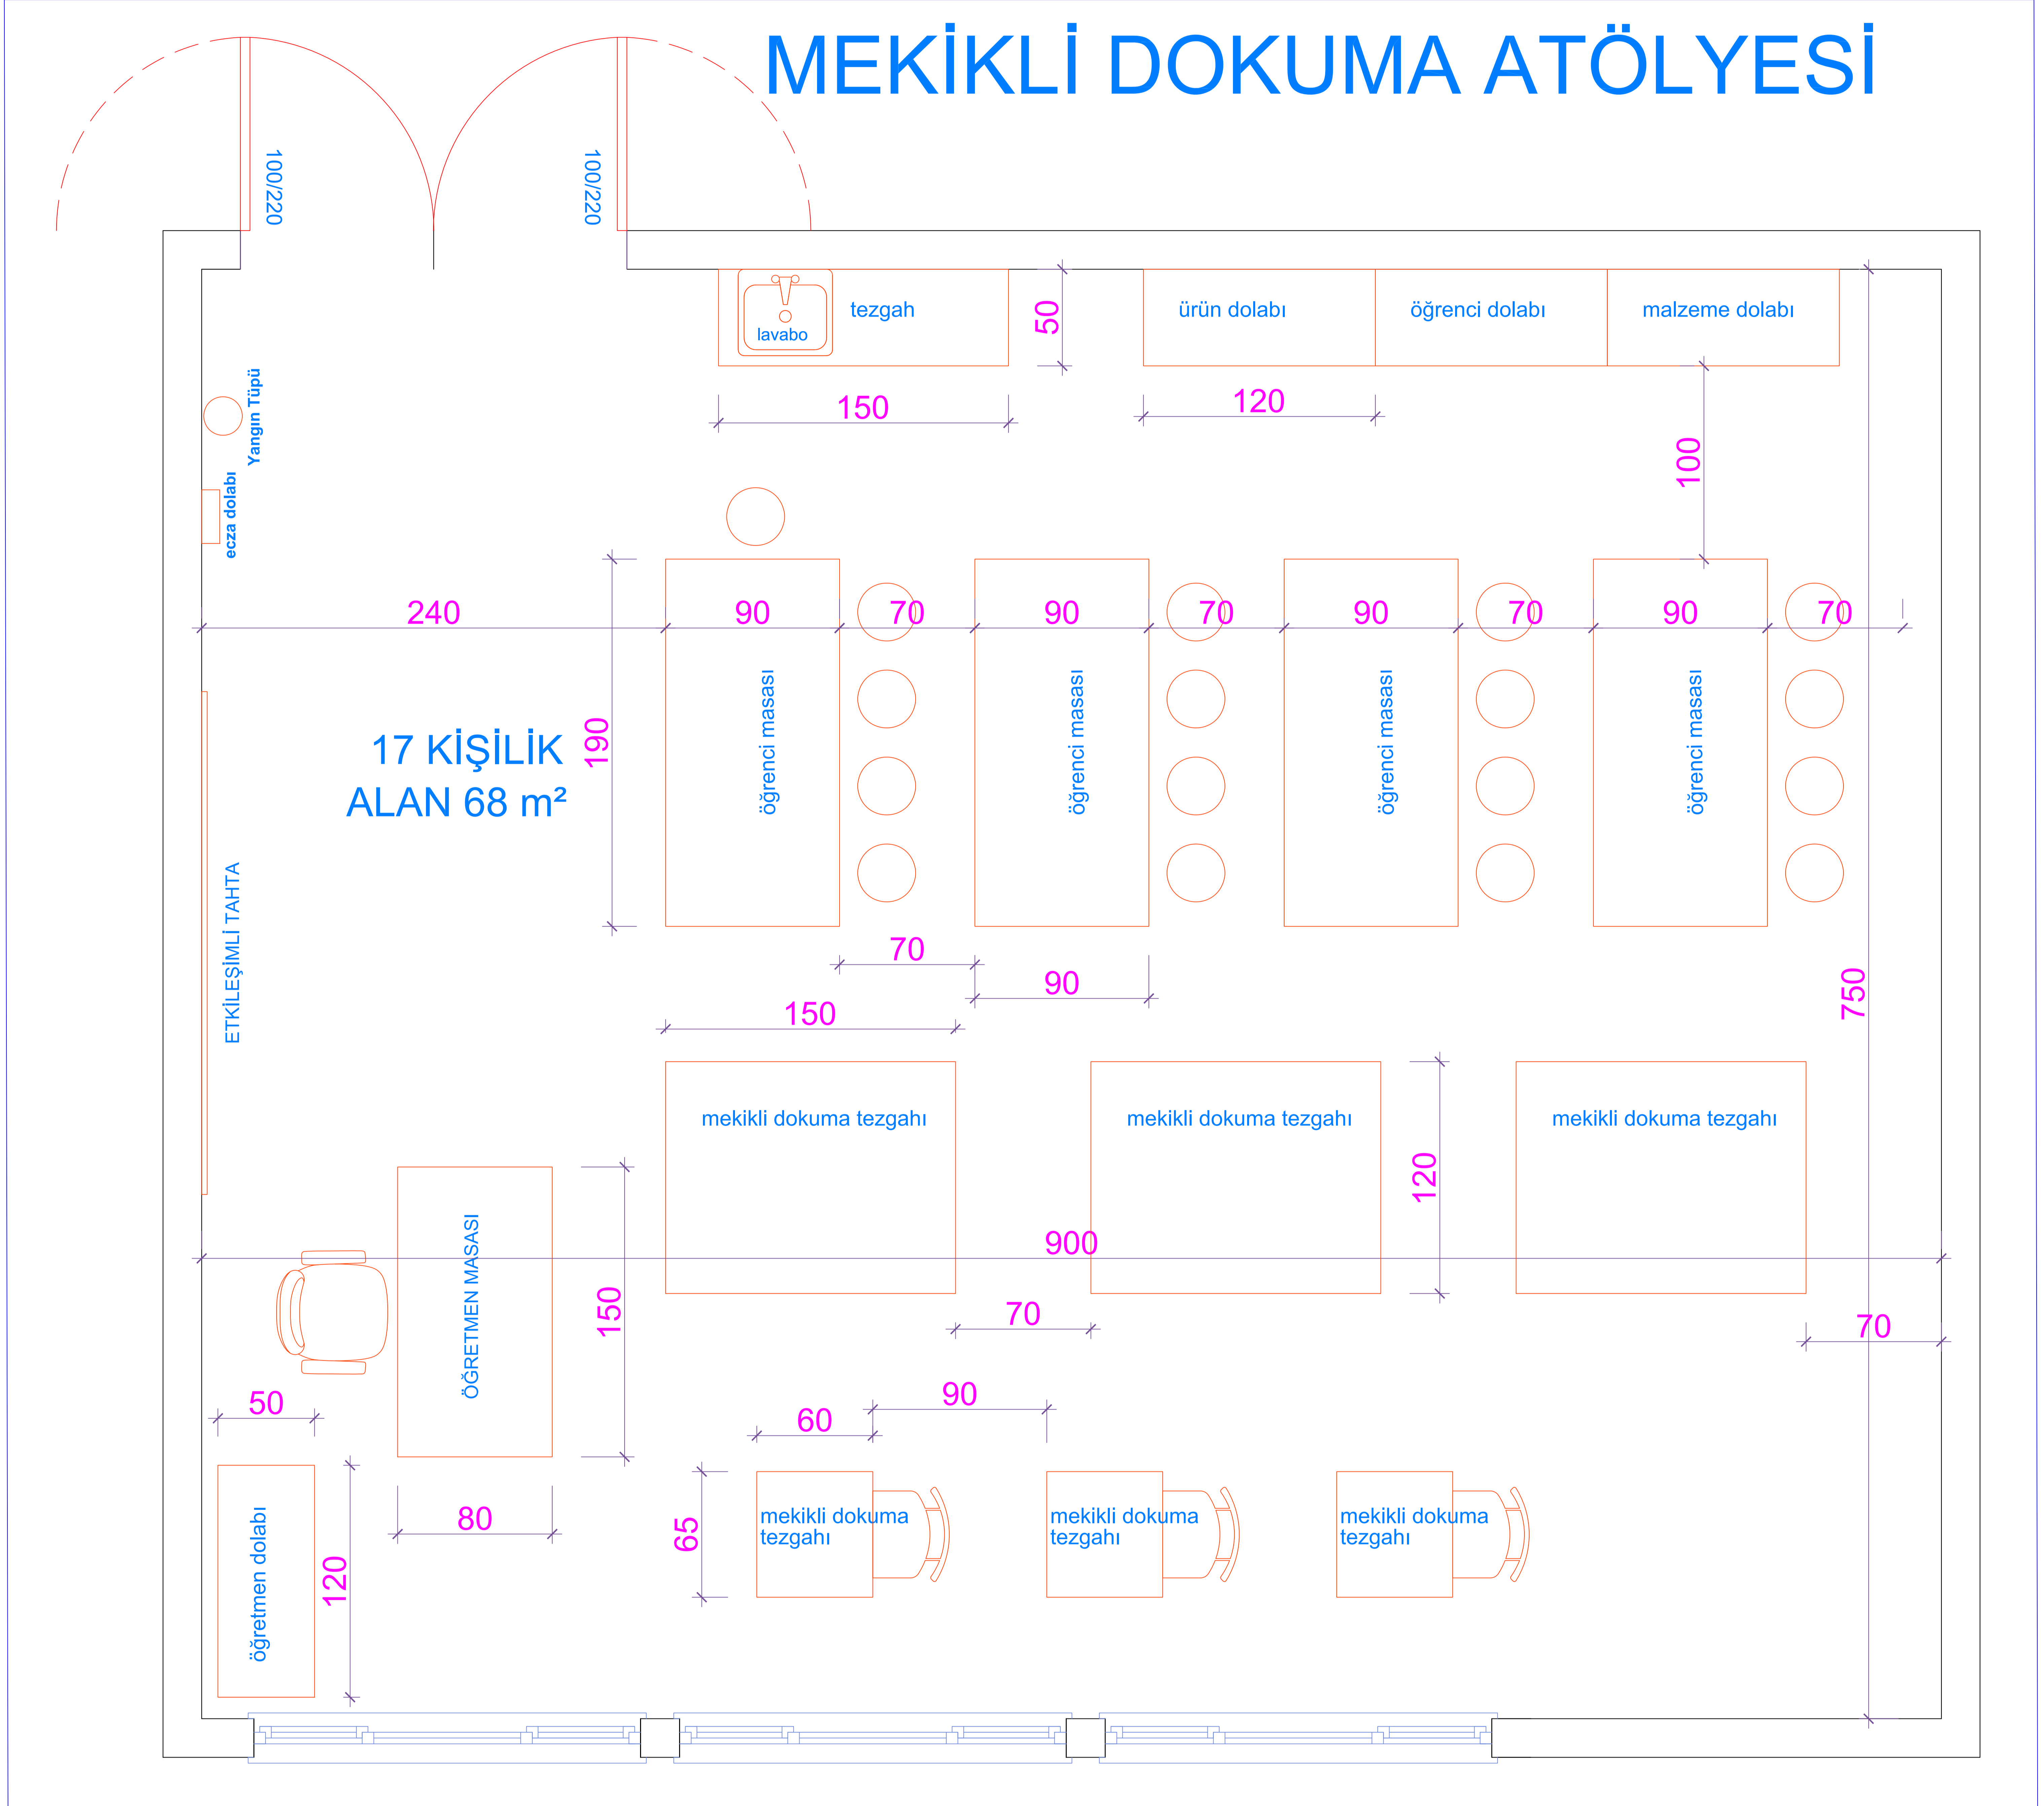 MEKİKLİ DOKUMA ATÖLYESİ
100/220
100/220
lavabo
tezgah
50
ürün dolabı
öğrenci dolabı
malzeme dolabı
150
120
100
Yangın Tüpü
ecza dolabı
240
90
70
90
70
90
70
90
70
190
öğrenci masası
öğrenci masası
öğrenci masası
öğrenci masası
17 KİŞİLİK
ALAN 68 m²
ETKİLEŞİMLİ TAHTA
70
90
150
750
mekikli dokuma tezgahı
mekikli dokuma tezgahı
mekikli dokuma tezgahı
120
900
ÖĞRETMEN MASASI
150
70
70
50
90
60
80
65
mekikli dokuma
tezgahı
mekikli dokuma
tezgahı
mekikli dokuma
tezgahı
öğretmen dolabı
120